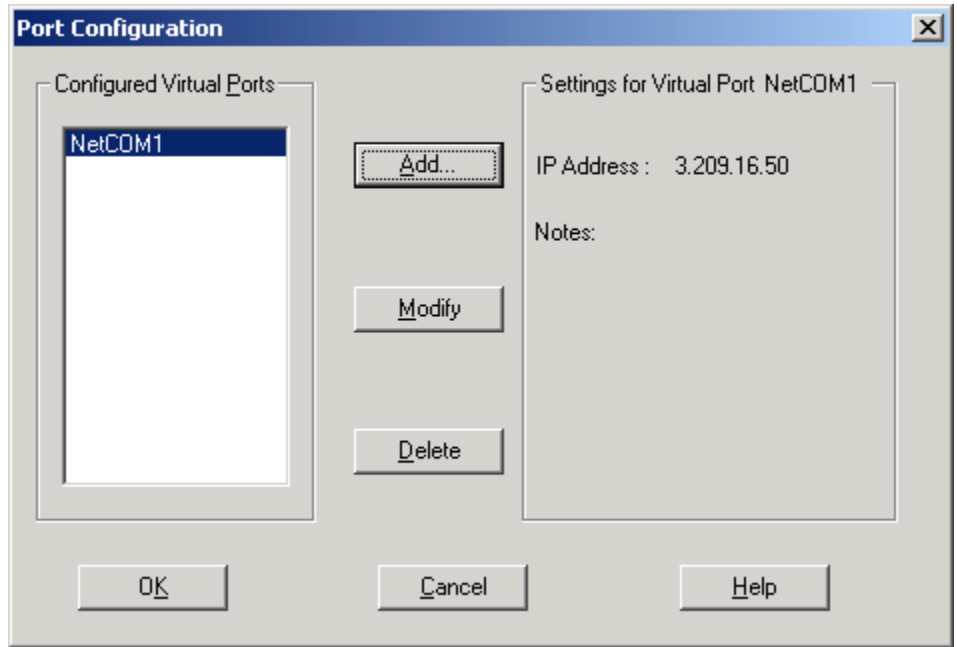 Port Configuration
Configured Virtual Ports
NetCOM1
Add...
Modify
Delete
Settings for Virtual Port NetCOM1
IP Address : 3.209.16.50
Notes:
OK
Cancel
Help